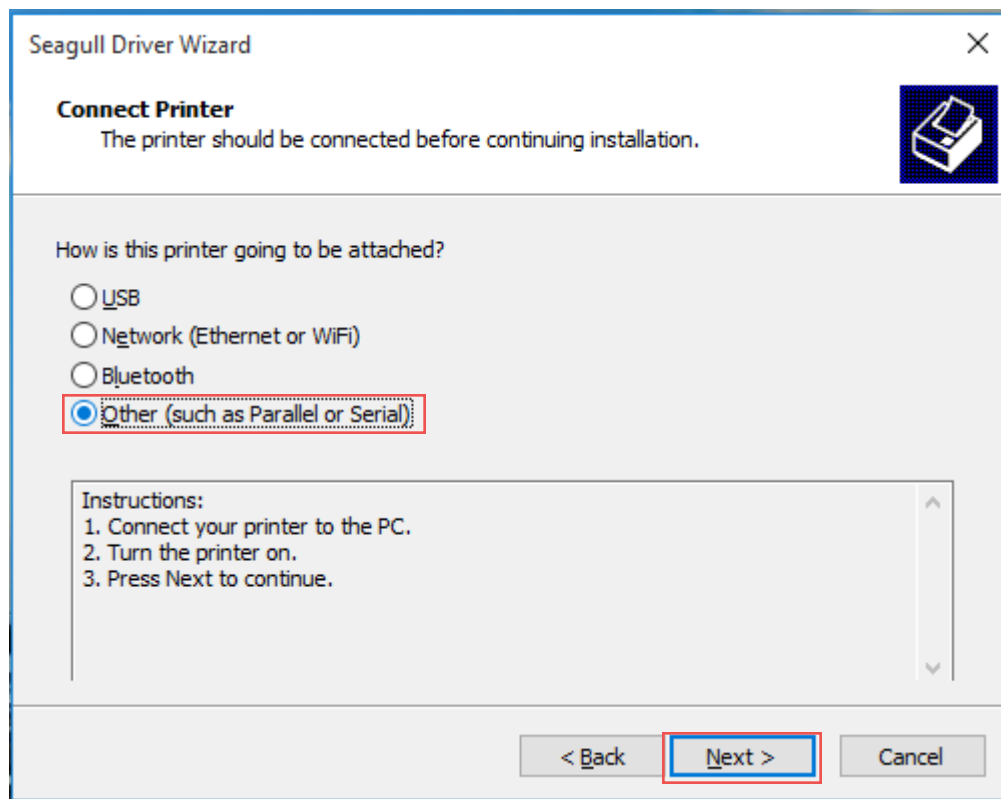 Seagull Driver Wizard
Connect Printer
The printer should be connected before continuing installation.
How is this printer going to be attached?
USB
Network (Ethernet or WiFi)
Bluetooth
Other (such as Parallel or Serial)
Instructions:
1. Connect your printer to the PC.
2. Turn the printer on.
3. Press Next to continue.
< Back Next > Cancel